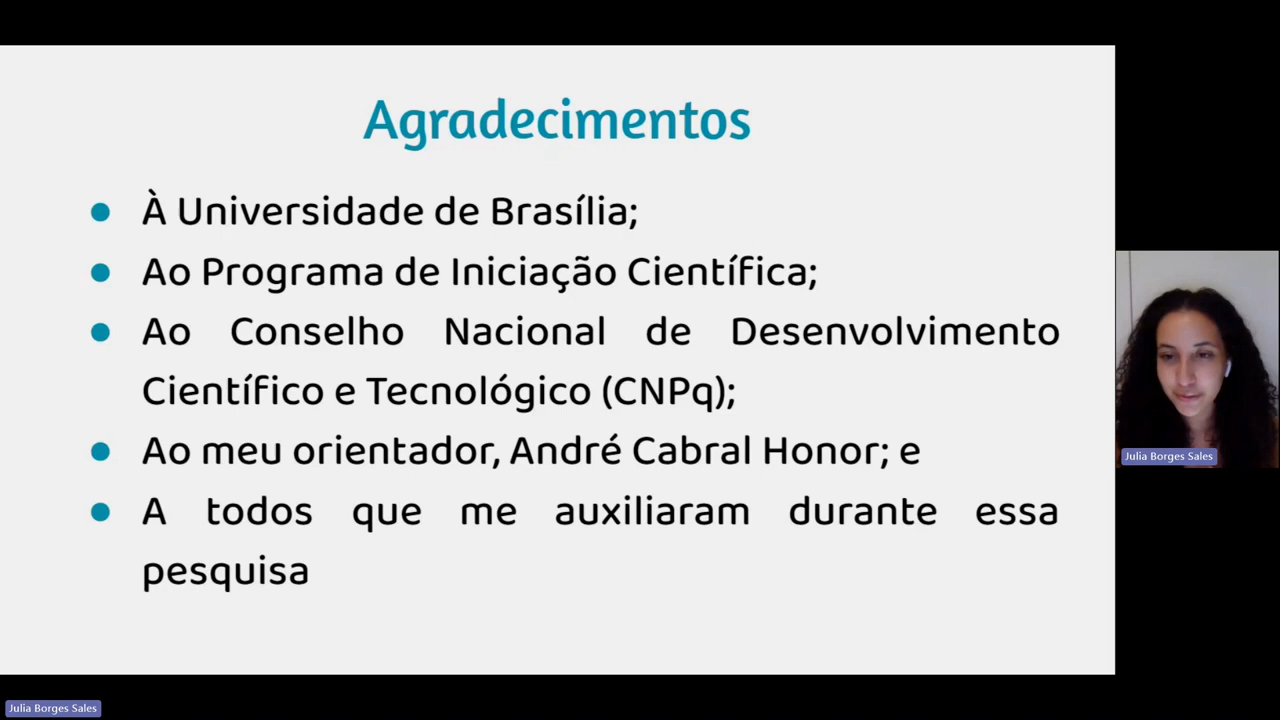 Agradecimentos
À Universidade de Brasília;
Ao Programa de Iniciação Científica;
Ao Conselho Nacional de Desenvolvimento
Científico e Tecnológico (CNPq);
Ao meu orientador, André Cabral Honor; e
A todos que me auxiliaram durante essa
pesquisa
Julia Borges Sales
Julia Borges Sales